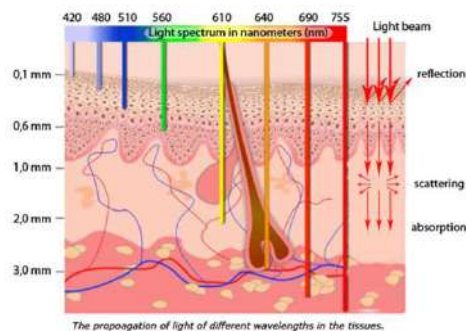 420 480 510 560 610 640 690 755
Light spectrum in nanometers (nm)
Light beam
0,1 mm
reflection
0,6 mm
1,0 mm
scattering
2,0 mm
absorption
3,0 mm
The propoagation of light of different wavelengths in the tissues.